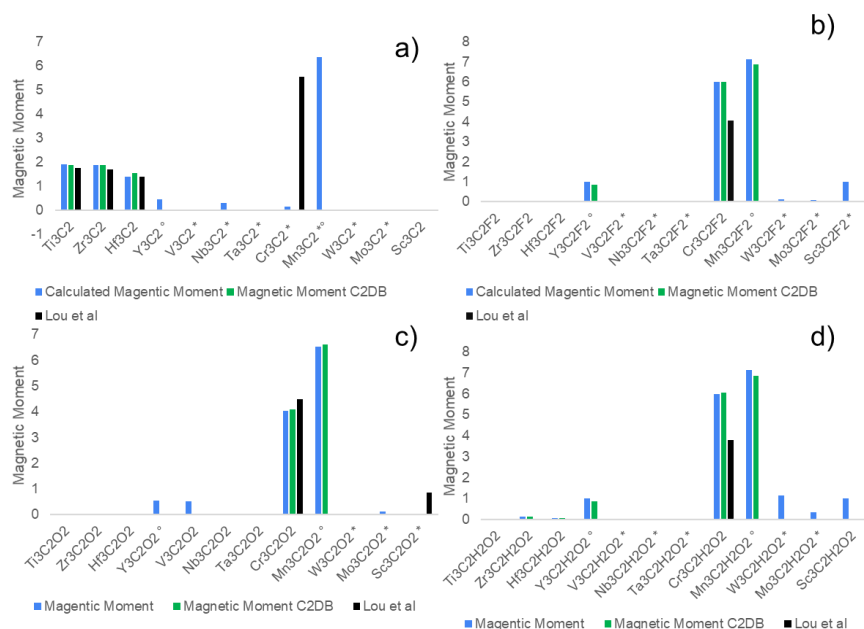 a)
Magnetic Moment
7
6
5
4
3
2
1
0
-1
Ti3C2
Zr3C2
Hf3C2
Y3C2 °
V3C2 *
Nb3C2 *
Ta3C2 *
Cr3C2 *
Mn3C2 *°
W3C2 *
Mo3C2 *
Sc3C2
Calculated Magentic Moment
Magnetic Moment C2DB
Lou et al
b)
Magnetic Moment
8
7
6
5
4
3
2
1
0
Ti3C2F2
Zr3C2F2
Hf3C2F2
Y3C2F2 °
V3C2F2 *
Nb3C2F2 *
Ta3C2F2 *
Cr3C2F2
Mn3C2F2 °
W3C2F2 *
Mo3C2F2 *
Sc3C2F2 *
Calculated Magentic Moment
Magnetic Moment C2DB
Lou et al
c)
Magnetic Moment
7
6
5
4
3
2
1
0
Ti3C2O2
Zr3C2O2
Hf3C2O2
Y3C2O2 °
V3C2O2
Nb3C2O2
Ta3C2O2
Cr3C2O2
Mn3C2O2 °
W3C2O2 *
Mo3C2O2 *
Sc3C2O2 *
Magentic Moment
Magnetic Moment C2DB
Lou et al
d)
Magnetic Moment
8
7
6
5
4
3
2
1
0
Ti3C2H2O2
Zr3C2H2O2
Hf3C2H2O2
Y3C2H2O2 °
V3C2H2O2 *
Nb3C2H2O2 *
Ta3C2H2O2 *
Cr3C2H2O2
Mn3C2H2O2 °
W3C2H2O2 *
Mo3C2H2O2 *
Sc3C2H2O2
Magentic Moment
Magnetic Moment C2DB
Lou et al